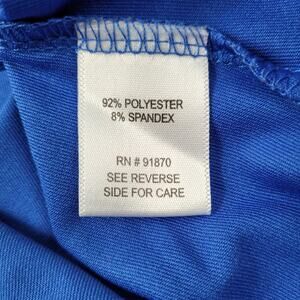 92% POLYESTER
8% SPANDEX
RN # 91870
SEE REVERSE
SIDE FOR CARE